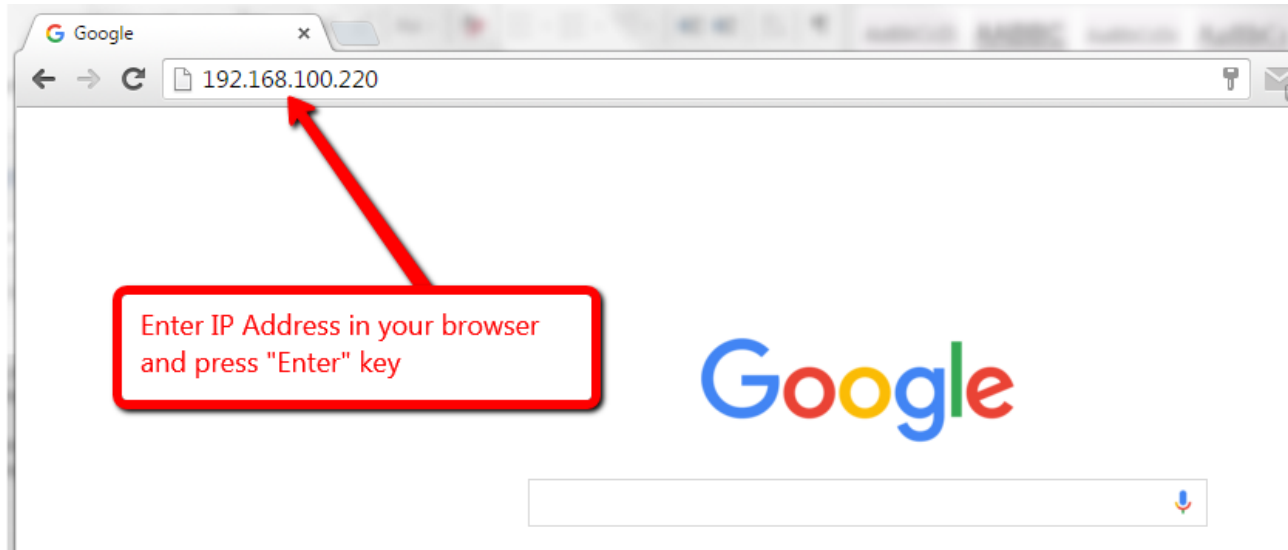 Google
192.168.100.220
Enter IP Address in your browser
and press "Enter" key
Google